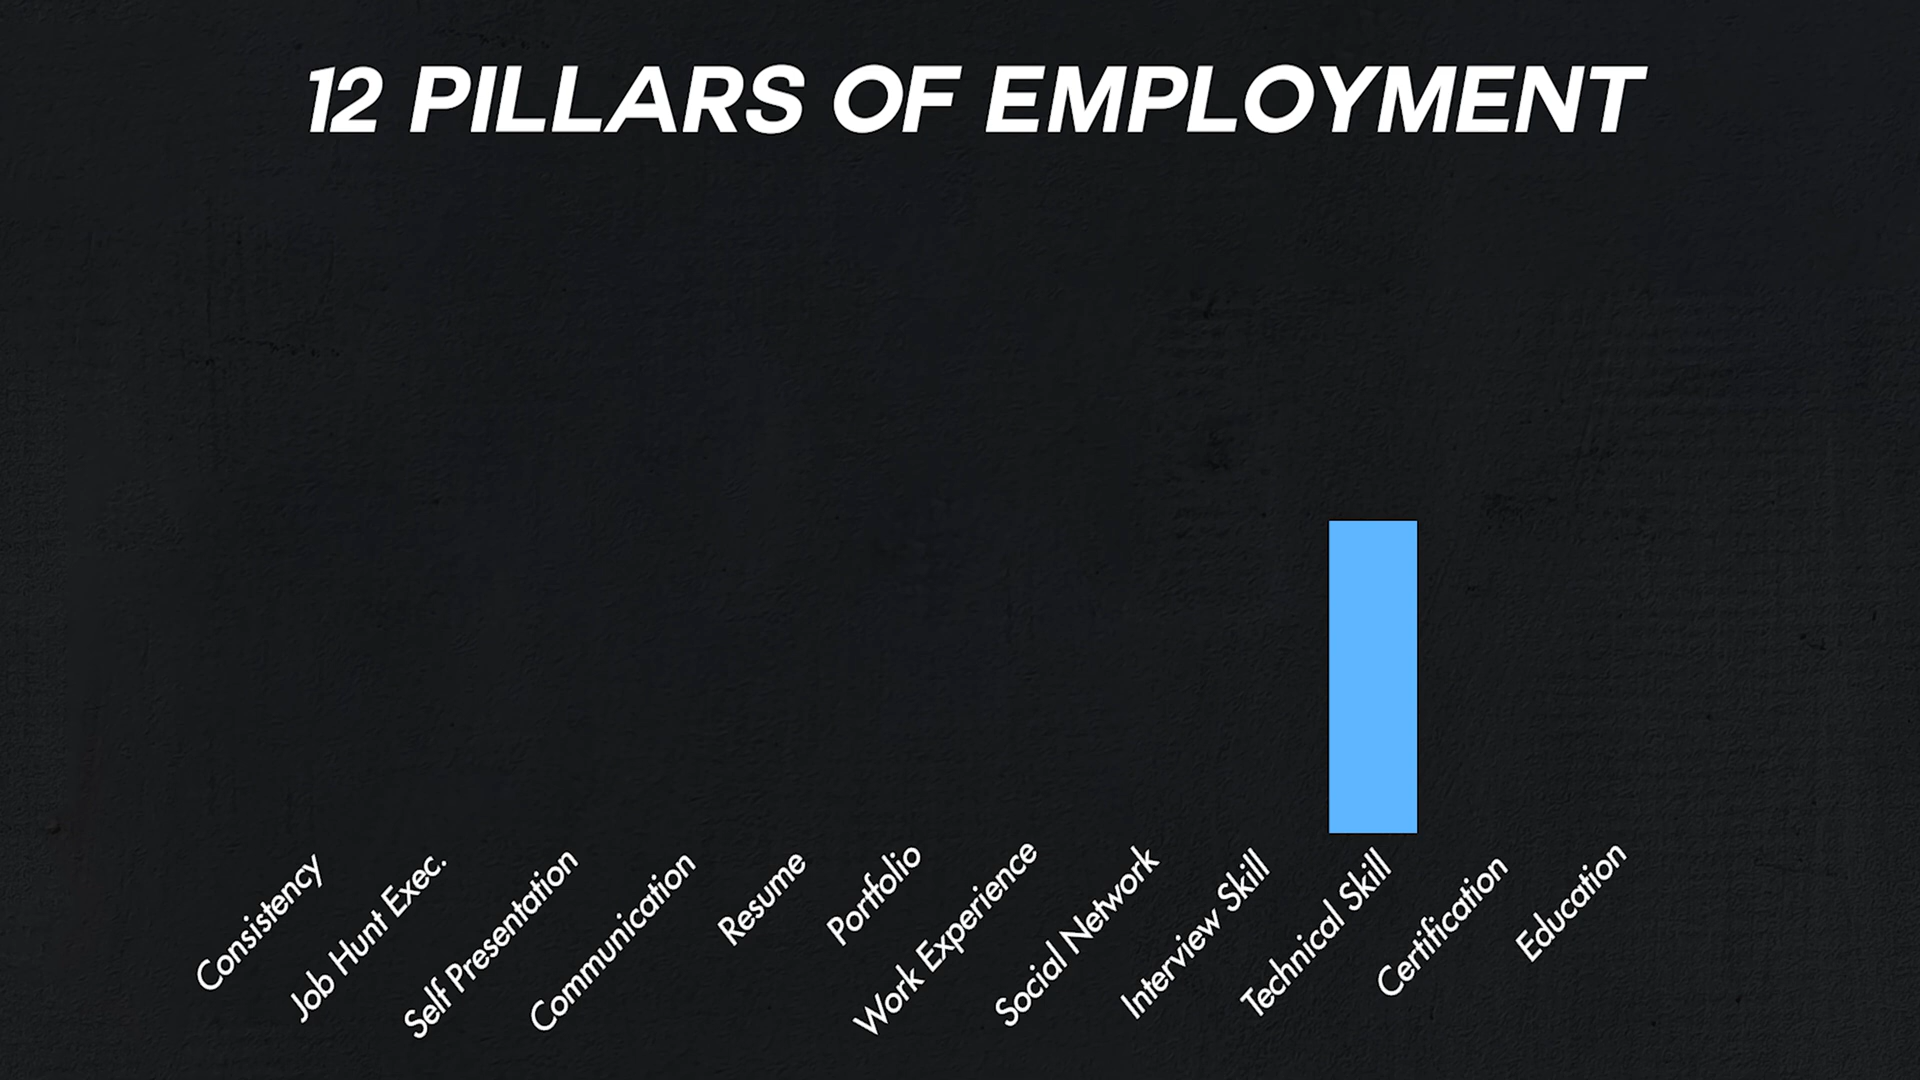 12 PILLARS OF EMPLOYMENT
Consistency
Job Hunt Exec.
Self Presentation
Communication
Resume
Portfolio
Work Experience
Social Network
Interview Skill
Technical Skill
Certification
Education